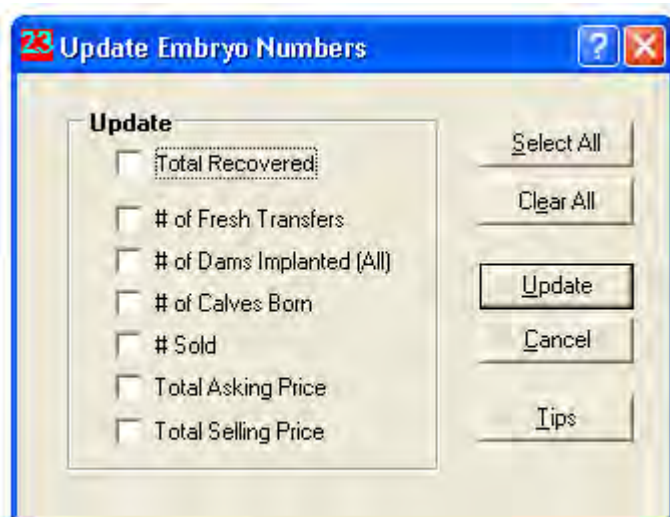 23 Update Embryo Numbers ? X
Update
Total Recovered
# of Fresh Transfers
# of Dams Implanted (All)
# of Calves Born
# Sold
Total Asking Price
Total Selling Price
Select All
Clear All
Update
Cancel
Tips